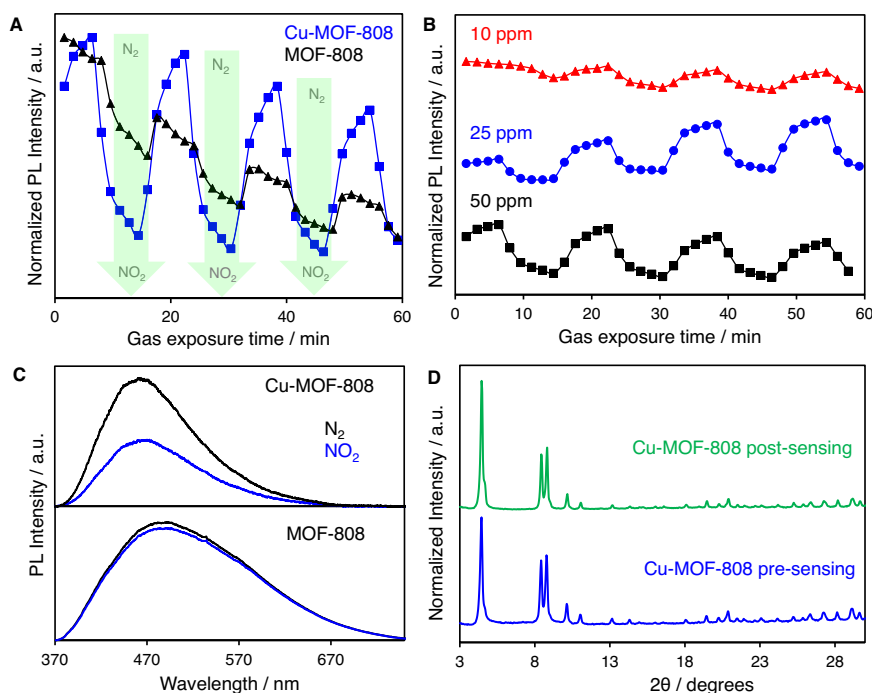 A
Cu-MOF-808
MOF-808
N₂
N₂
N₂
NO₂
NO₂
NO₂
Normalized PL Intensity / a.u.
0
20
40
60
Gas exposure time / min
B
10 ppm
25 ppm
50 ppm
Normalized PL Intensity / a.u.
0
10
20
30
40
50
60
Gas exposure time / min
C
Cu-MOF-808
N₂
NO₂
MOF-808
PL Intensity / a.u.
370
470
570
670
Wavelength / nm
D
Cu-MOF-808 post-sensing
Cu-MOF-808 pre-sensing
Normalized Intensity / a.u.
3
8
13
18
23
28
2θ / degrees